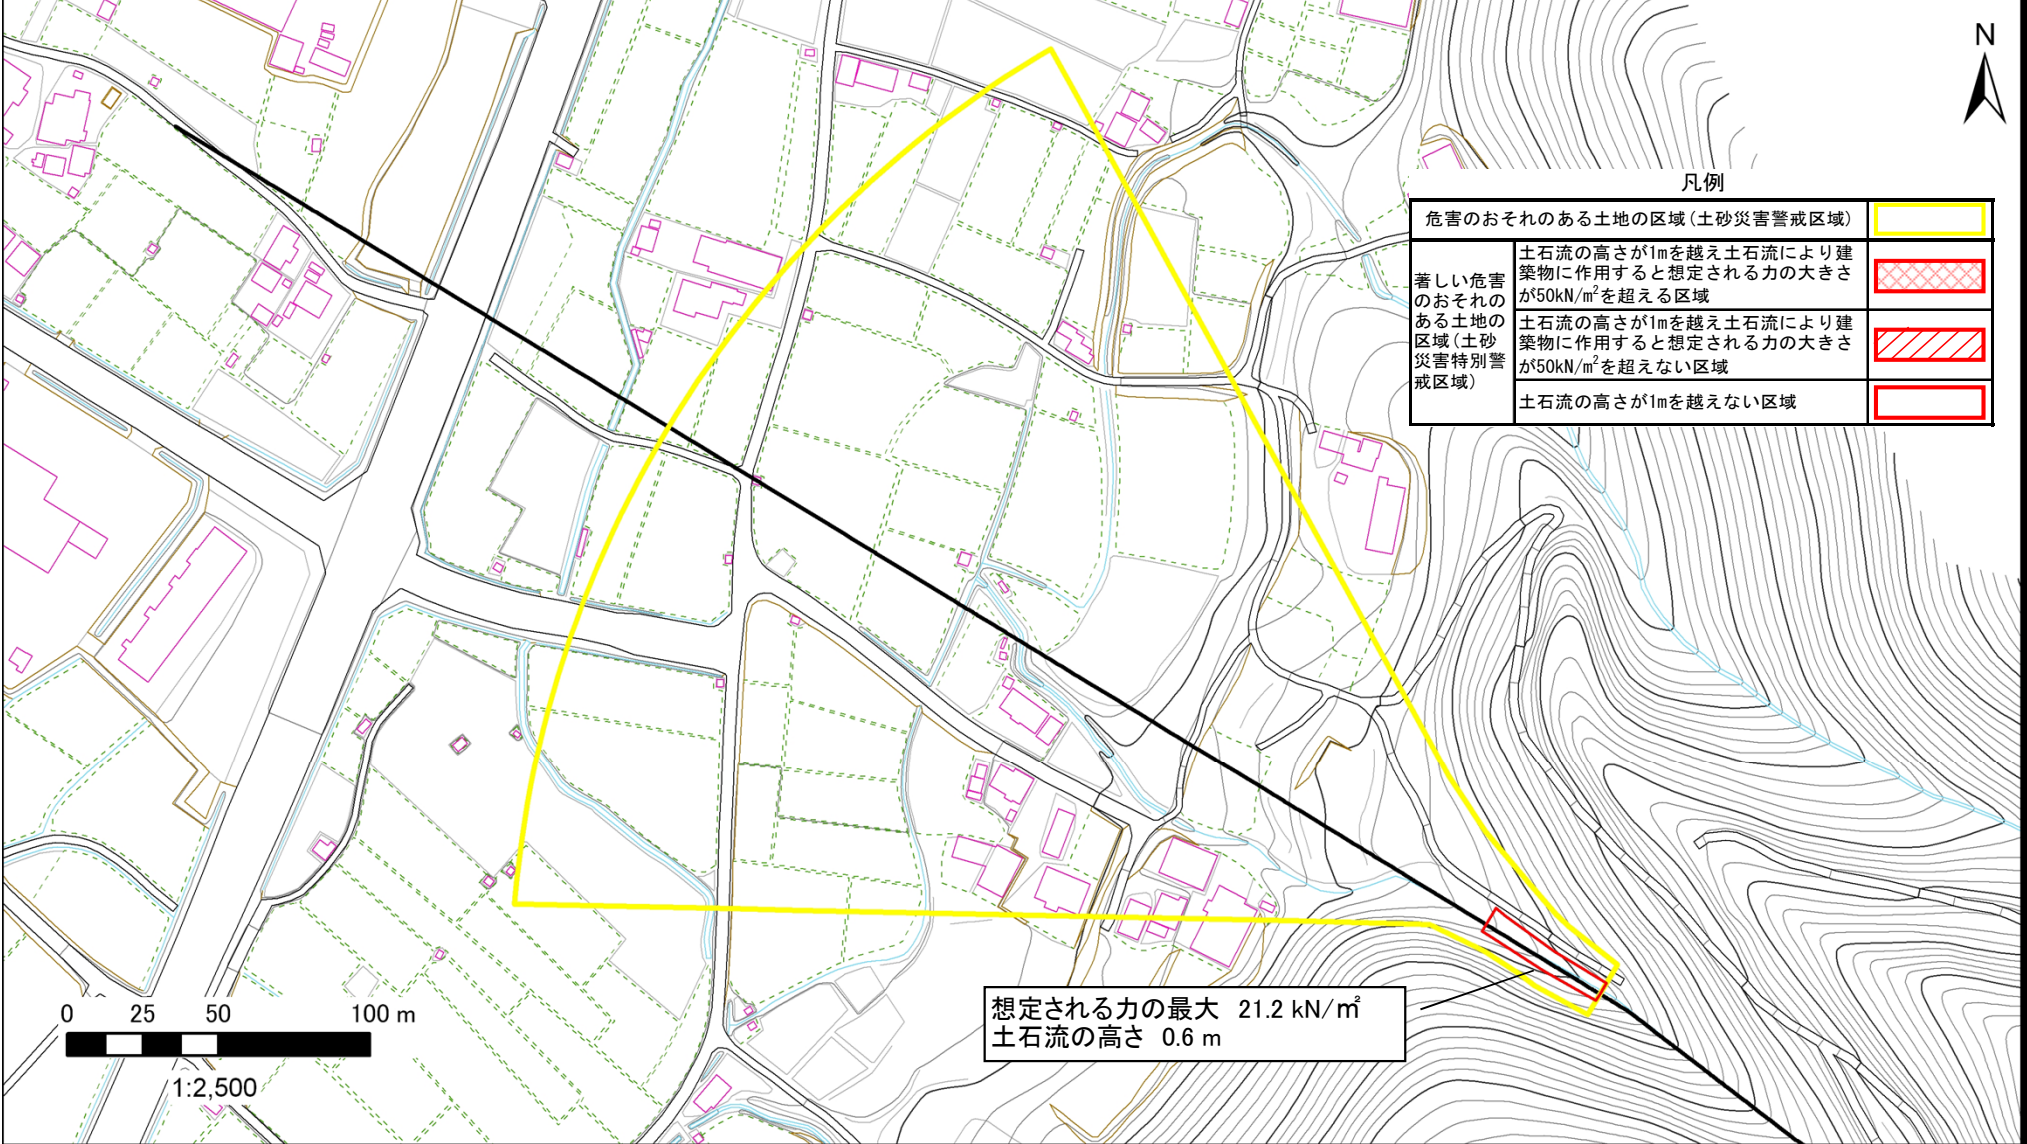 N
凡例
危害のおそれのある土地の区域(土砂災害警戒区域)
著しい危害
のおそれの
ある土地の
区域(土砂
災害特別警
戒区域)
土石流の高さが1mを越え土石流により建
築物に作用すると想定される力の大きさ
が50kN/m²を超える区域
土石流の高さが1mを越え土石流により建
築物に作用すると想定される力の大きさ
が50kN/m²を超えない区域
土石流の高さが1mを越えない区域
想定される力の最大 21.2 kN/㎡
土石流の高さ 0.6 m
0 25 50 100 m
1:2,500